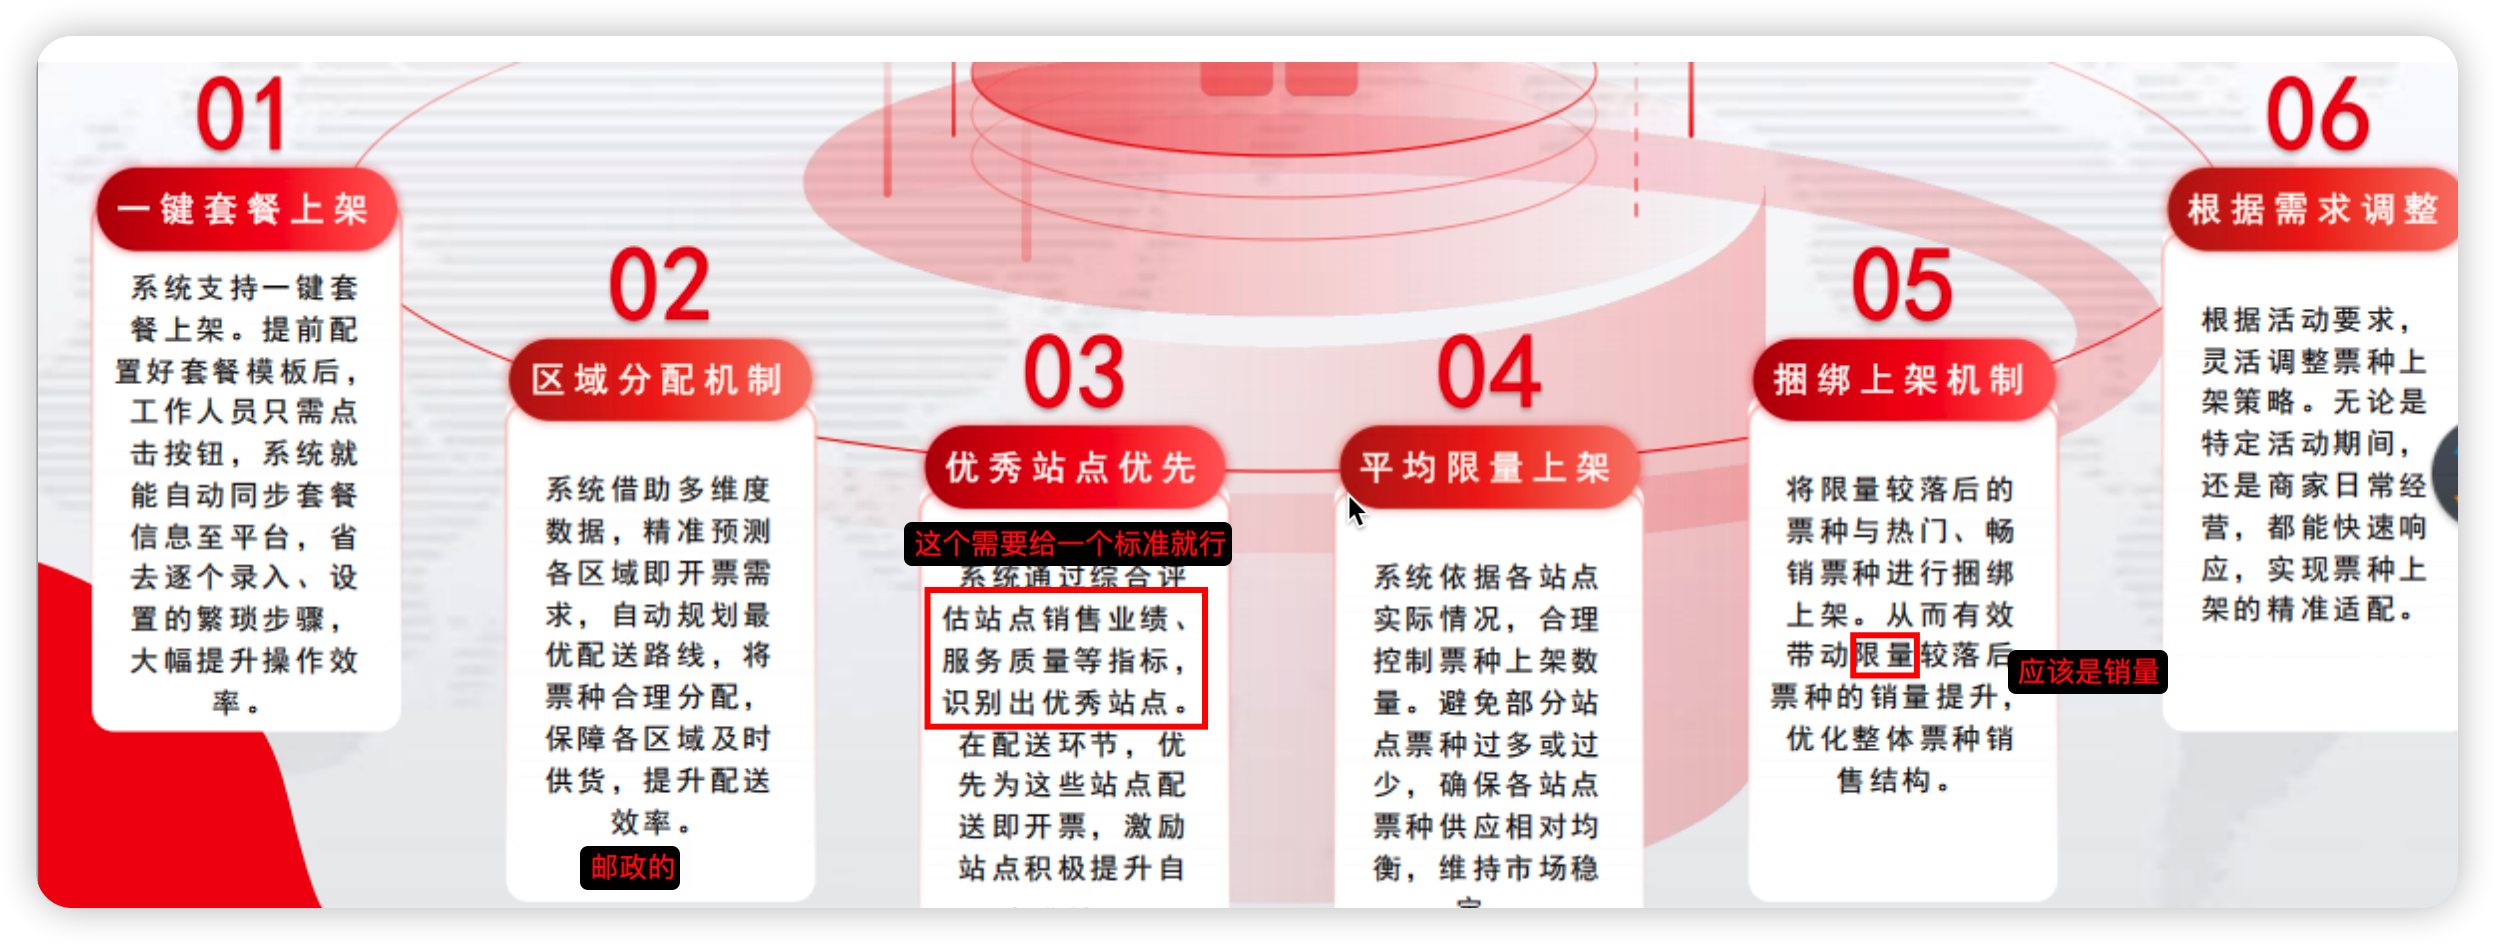 01
一键套餐上架
系统支持一键套
餐上架。提前配
置好套餐模板后，
工作人员只需点
击按钮，系统就
能自动同步套餐
信息至平台，省
去逐个录入、设
置的繁琐步骤，
大幅提升操作效
率。
02
区域分配机制
系统借助多维度
数据，精准预测
各区域即开票需
求，自动规划最
优配送路线，将
票种合理分配，
保障各区域及时
供货，提升配送
效率。
邮政的
03
优秀站点优先
这个需要给一个标准就行
系统通过综合评
估站点销售业绩、
服务质量等指标，
识别出优秀站点。
在配送环节，优
先为这些站点配
送即开票，激励
站点积极提升自
04
平均限量上架
系统依据各站点
实际情况，合理
控制票种上架数
量。避免部分站
点票种过多或过
少，确保各站点
票种供应相对均
衡，维持市场稳
05
捆绑上架机制
将限量较落后的
票种与热门、畅
销票种进行捆绑
上架。从而有效
带动限量较落后
应该是销量
票种的销量提升，
优化整体票种销
售结构。
06
根据需求调整
根据活动要求，
灵活调整票种上
架策略。无论是
特定活动期间，
还是商家日常经
营，都能快速响
应，实现票种上
架的精准适配。